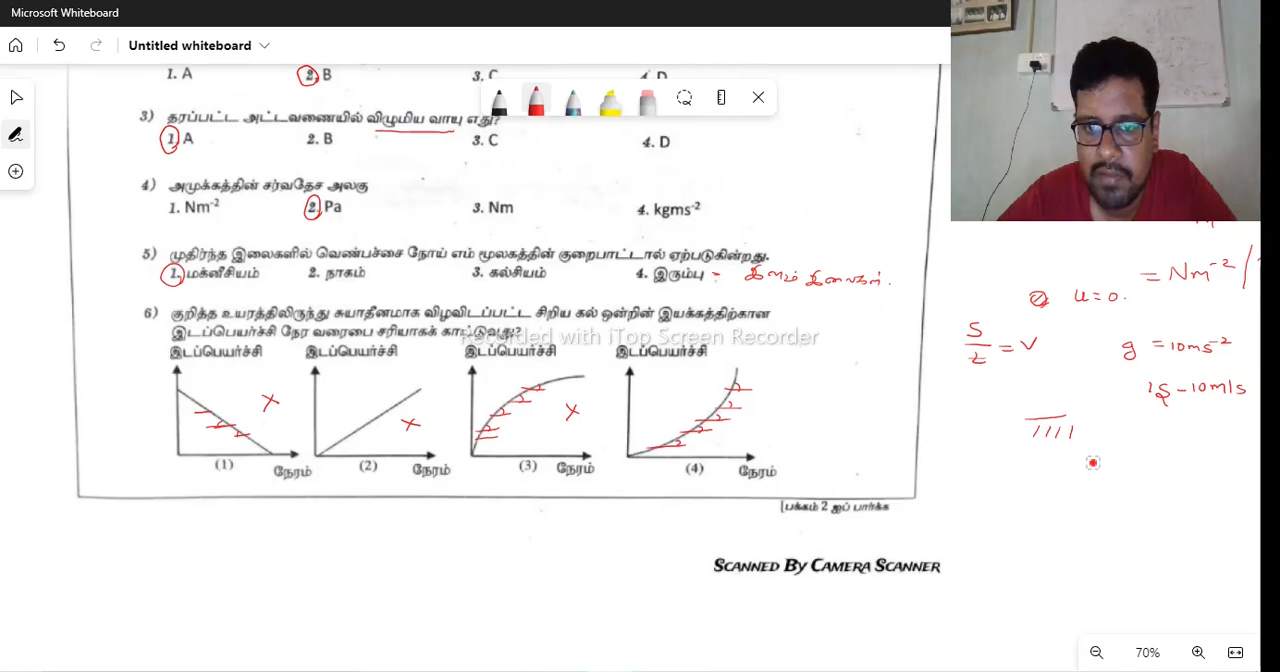 Microsoft Whiteboard
Untitled whiteboard
1. A 2. B 3. C 4. D
3) தரப்பட்ட அட்டவணையில் விழுமிய வாயு எது?
1. A 2. B 3. C 4. D
4) அமுக்கத்தின் சர்வதேச அலகு
1. Nm⁻² 2. Pa 3. Nm 4. kgms⁻²
5) முதிர்ந்த இலைகளில் வெண்பச்சை நோய் எம் மூலகத்தின் குறைபாட்டால் ஏற்படுகின்றது.
1. மக்னீசியம் 2. நாகம் 3. கல்சியம் 4. இரும்பு - இளம் இலைகள்.
6) குறித்த உயரத்திலிருந்து சுயாதீனமாக விழவிடப்பட்ட சிறிய கல் ஒன்றின் இயக்கத்திற்கான
இடப்பெயர்ச்சி நேர வரைபை சரியாகக் காட்டுவது?
Recorded with iTop Screen Recorder
இடப்பெயர்ச்சி இடப்பெயர்ச்சி இடப்பெயர்ச்சி இடப்பெயர்ச்சி
(1) நேரம் (2) நேரம் (3) நேரம் (4) நேரம்
= Nm⁻²
u=0.
S/t = V
g = 10ms⁻²
1s - 10m/s
[பக்கம் 2 ஐப் பார்க்க
SCANNED BY CAMERA SCANNER
70%